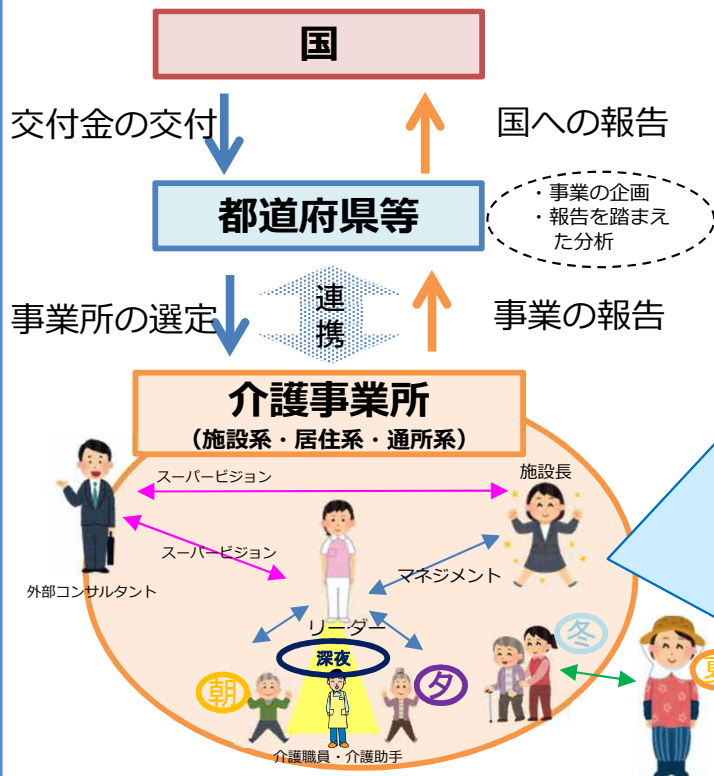 国
交付金の交付
国への報告
都道府県等
・事業の企画
・報告を踏まえ
た分析
事業所の選定
連
携
事業の報告
介護事業所
(施設系・居住系・通所系)
スーパービジョン
施設長
スーパービジョン
マネジメント
外部コンサルタント
リーダー
冬
深夜
朝
夕
夏
介護職員・介護助手